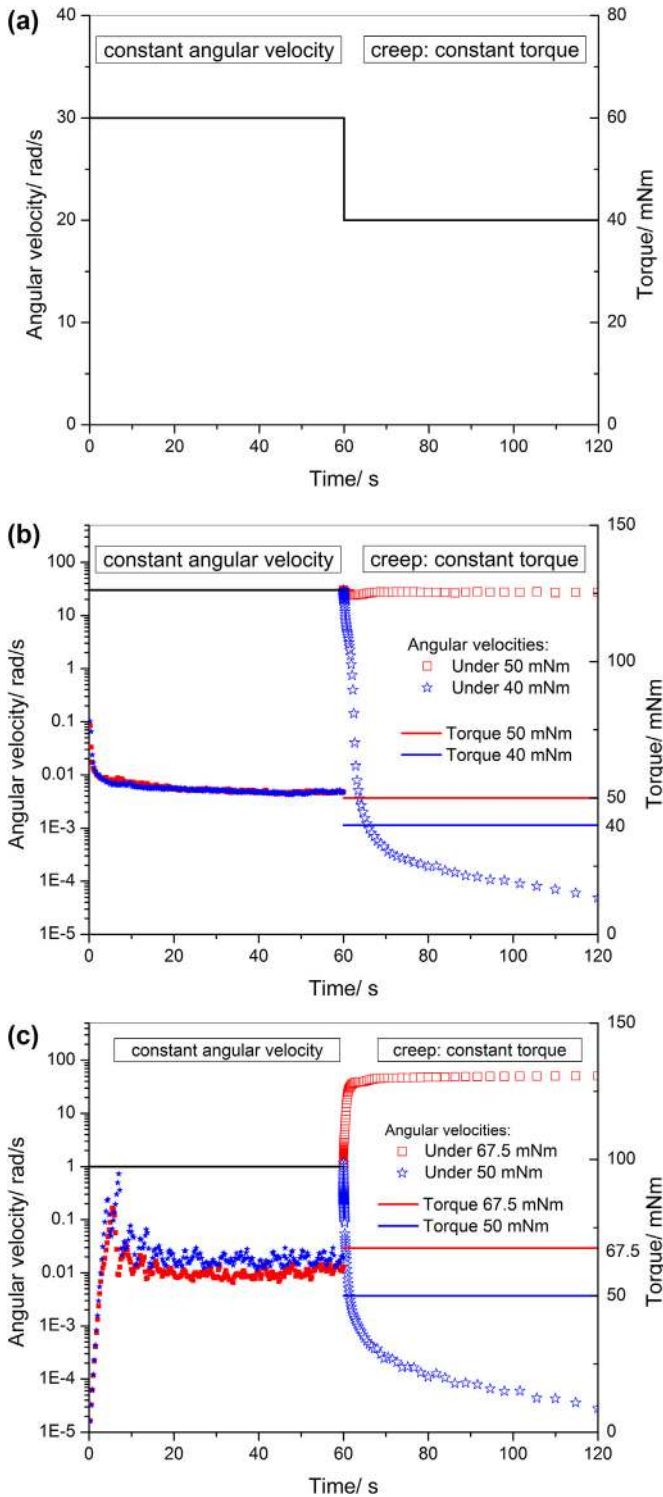 (a)
constant angular velocity
creep: constant torque
40
30
20
10
0
Angular velocity/ rad/s
80
60
40
20
0
Torque/ mNm
0 20 40 60 80 100 120
Time/ s
(b)
constant angular velocity
creep: constant torque
100
10
1
0.1
0.01
1E-3
1E-4
1E-5
Angular velocity/ rad/s
Angular velocities:
Under 50 mNm
Under 40 mNm
Torque 50 mNm
Torque 40 mNm
150
100
50
40
0
Torque/ mNm
0 20 40 60 80 100 120
Time/ s
(c)
constant angular velocity
creep: constant torque
100
10
1
0.1
0.01
1E-3
1E-4
1E-5
Angular velocity/ rad/s
Angular velocities:
Under 67.5 mNm
Under 50 mNm
Torque 67.5 mNm
Torque 50 mNm
150
100
67.5
50
0
Torque/ mNm
0 20 40 60 80 100 120
Time/ s